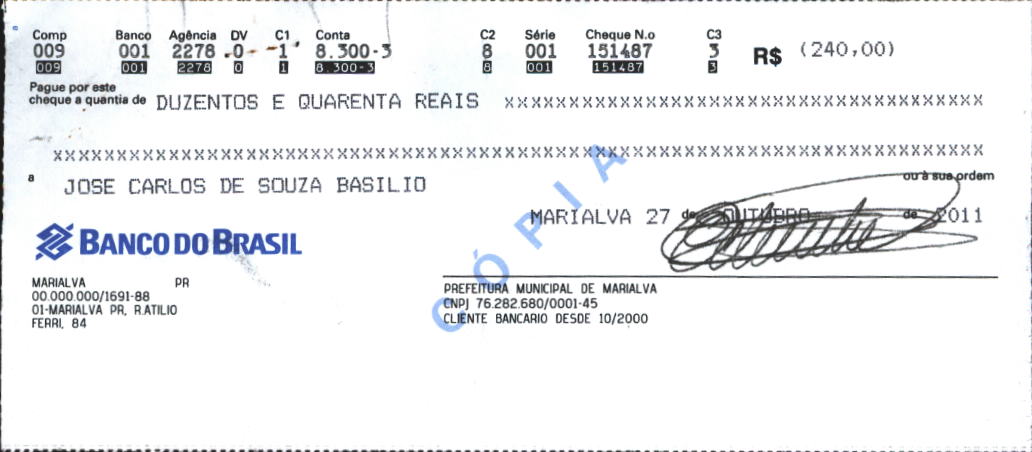 Comp Banco Agência DV C1 Conta C2 Série Cheque N.o C3
009 001 2278 0 1 8.300-3 8 001 151487 3 R$ (240,00)
009 001 2278 0 1 8.300-3 8 001 151487 3
Pague por este
cheque a quantia de DUZENTOS E QUARENTA REAIS XXXXXXXXXXXXXXXXXXXXXXXXXXXXXXXXXXXXX
XXXXXXXXXXXXXXXXXXXXXXXXXXXXXXXXXXXXXXXXXXXXXXXXXXXXXXXXXXXXXXXXXXXXXXXX
a JOSE CARLOS DE SOUZA BASILIO ou à sua ordem
MARIALVA 27 de OUTUBRO de 2011
BANCO DO BRASIL
CÓPIA
MARIALVA PR
00.000.000/1691-88
01-MARIALVA PR, R.ATILIO
FERRI, 84
PREFEITURA MUNICIPAL DE MARIALVA
CNPJ 76.282.680/0001-45
CLIENTE BANCARIO DESDE 10/2000